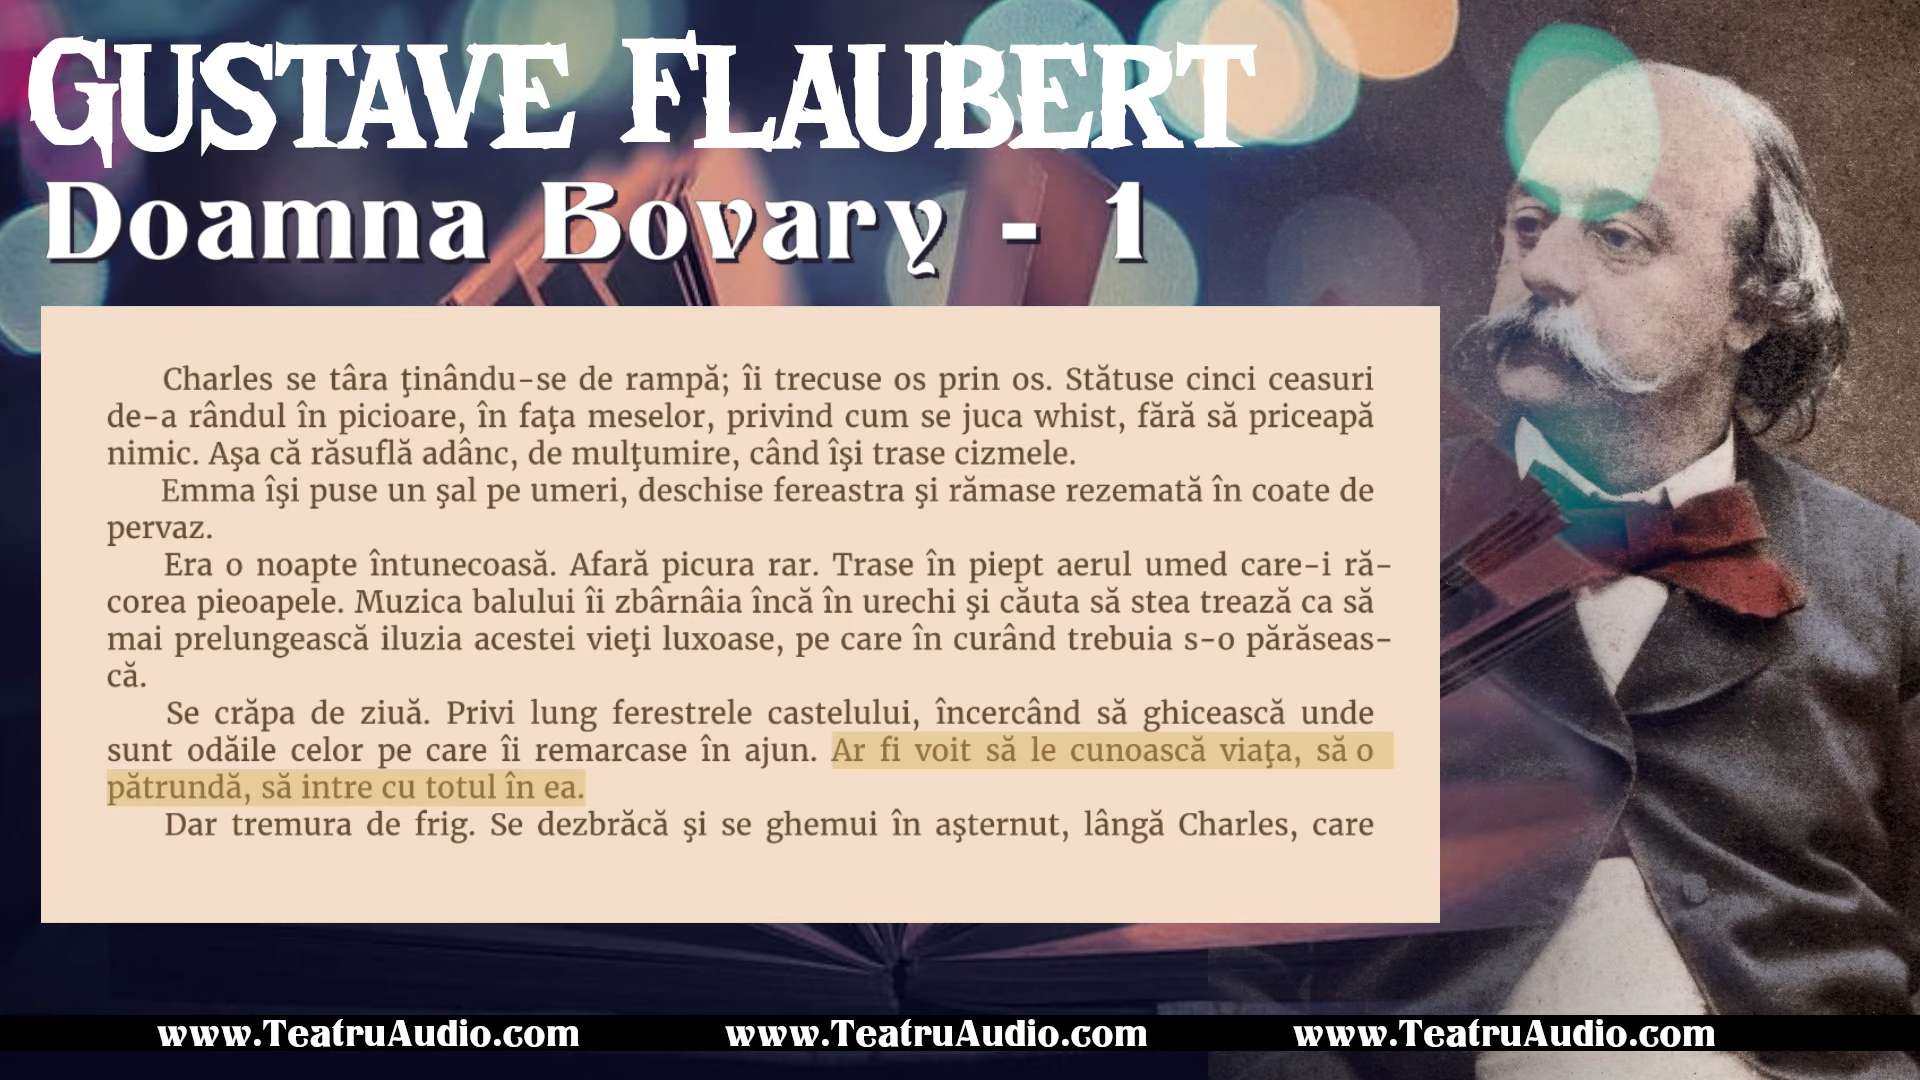 GUSTAVE FLAUBERT
Doamna Bovary - 1
Charles se târa ţinându-se de rampă; îi trecuse os prin os. Stătuse cinci ceasuri
de-a rândul în picioare, în faţa meselor, privind cum se juca whist, fără să priceapă
nimic. Aşa că răsuflă adânc, de mulţumire, când îşi trase cizmele.
Emma îşi puse un şal pe umeri, deschise fereastra şi rămase rezemată în coate de
pervaz.
Era o noapte întunecoasă. Afară picura rar. Trase în piept aerul umed care-i ră-
corea pieoapele. Muzica balului îi zbârnâia încă în urechi şi căuta să stea trează ca să
mai prelungească iluzia acestei vieţi luxoase, pe care în curând trebuia s-o părăseas-
că.
Se crăpa de ziuă. Privi lung ferestrele castelului, încercând să ghicească unde
sunt odăile celor pe care îi remarcase în ajun. Ar fi voit să le cunoască viaţa, să o
pătrundă, să intre cu totul în ea.
Dar tremura de frig. Se dezbrăcă şi se ghemui în aşternut, lângă Charles, care
www.TeatruAudio.com www.TeatruAudio.com www.TeatruAudio.com